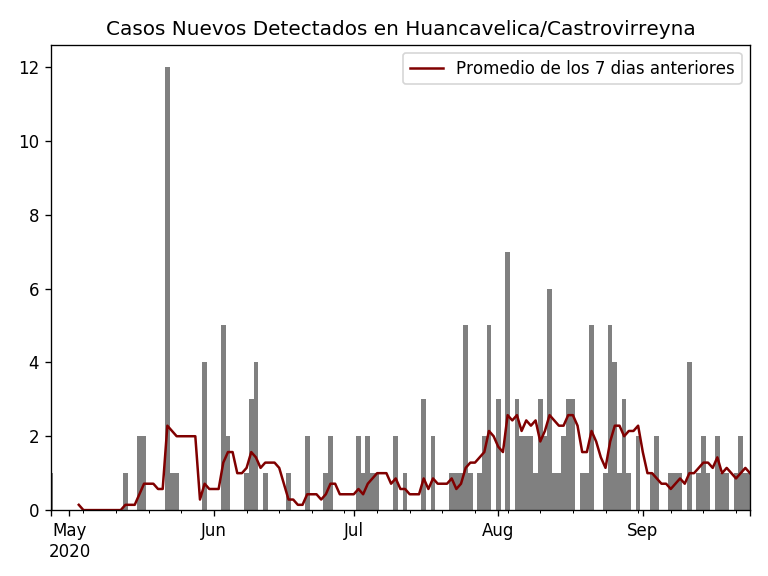 Casos Nuevos Detectados en Huancavelica/Castrovirreyna
Promedio de los 7 dias anteriores
12
10
8
6
4
2
0
May Jun Jul Aug Sep
2020